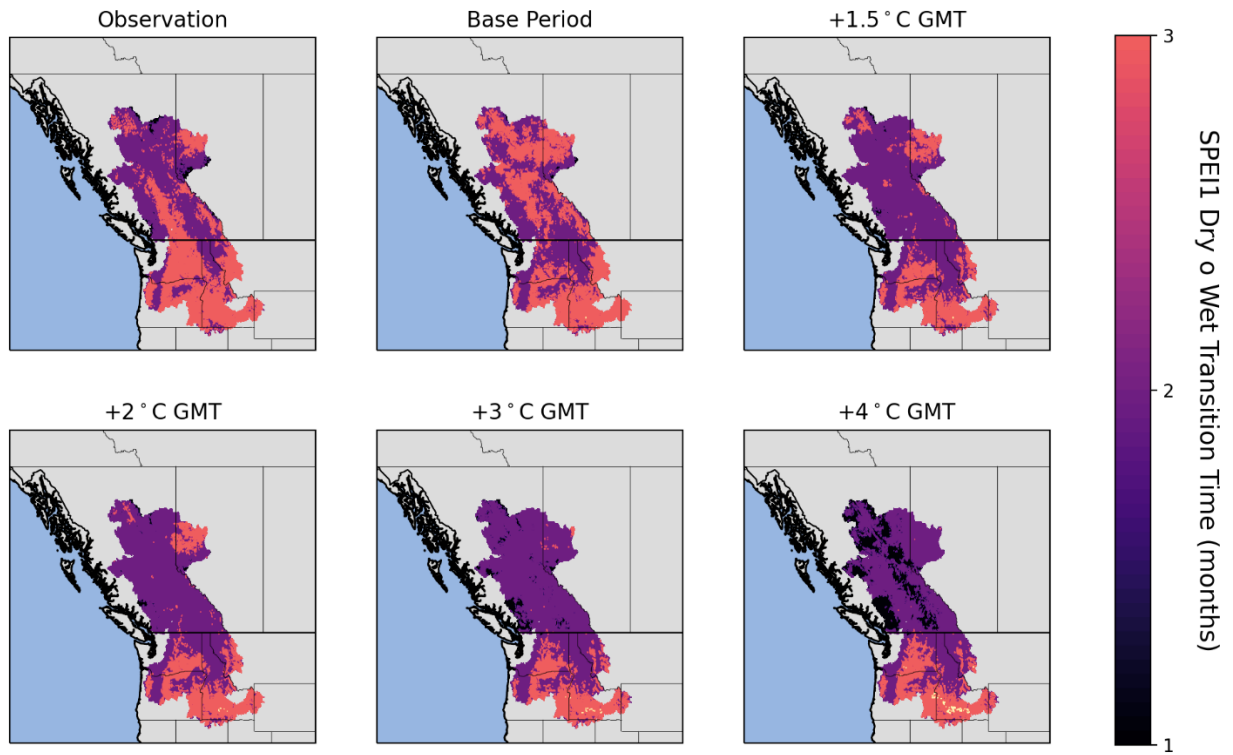 Observation
Base Period
+1.5°C GMT
+2°C GMT
+3°C GMT
+4°C GMT
3
2
1
SPEI1 Dry o Wet Transition Time (months)